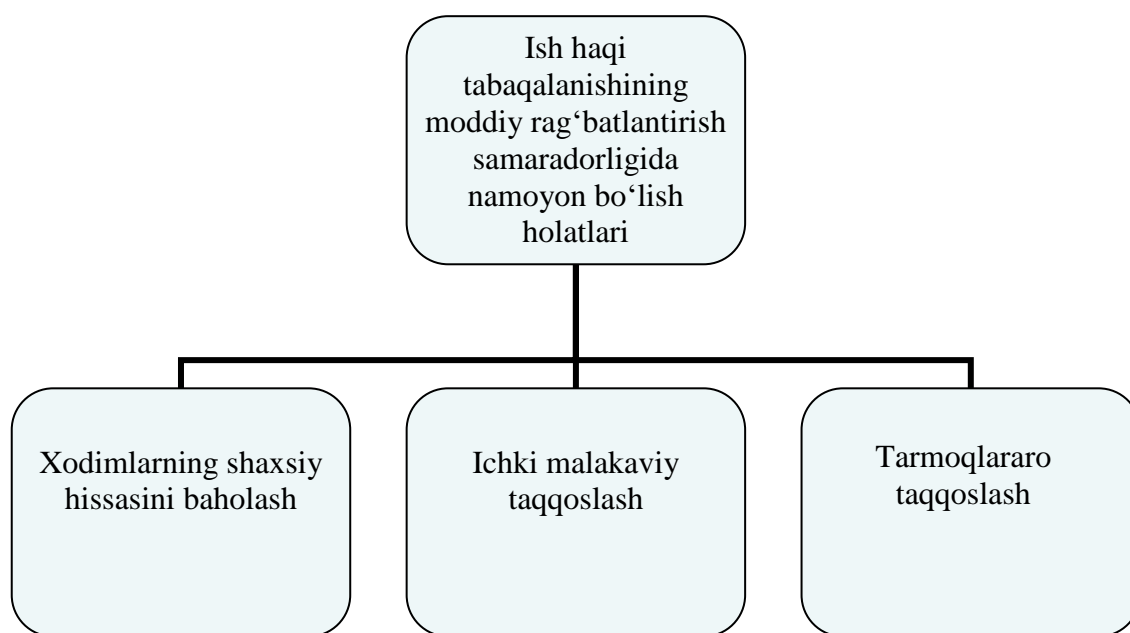 Ish haqi
tabaqalanishining
moddiy rag‘batlantirish
samaradorligida
namoyon bo‘lish
holatlari
Xodimlarning shaxsiy
hissasini baholash
Ichki malakaviy
taqqoslash
Tarmoqlararo
taqqoslash